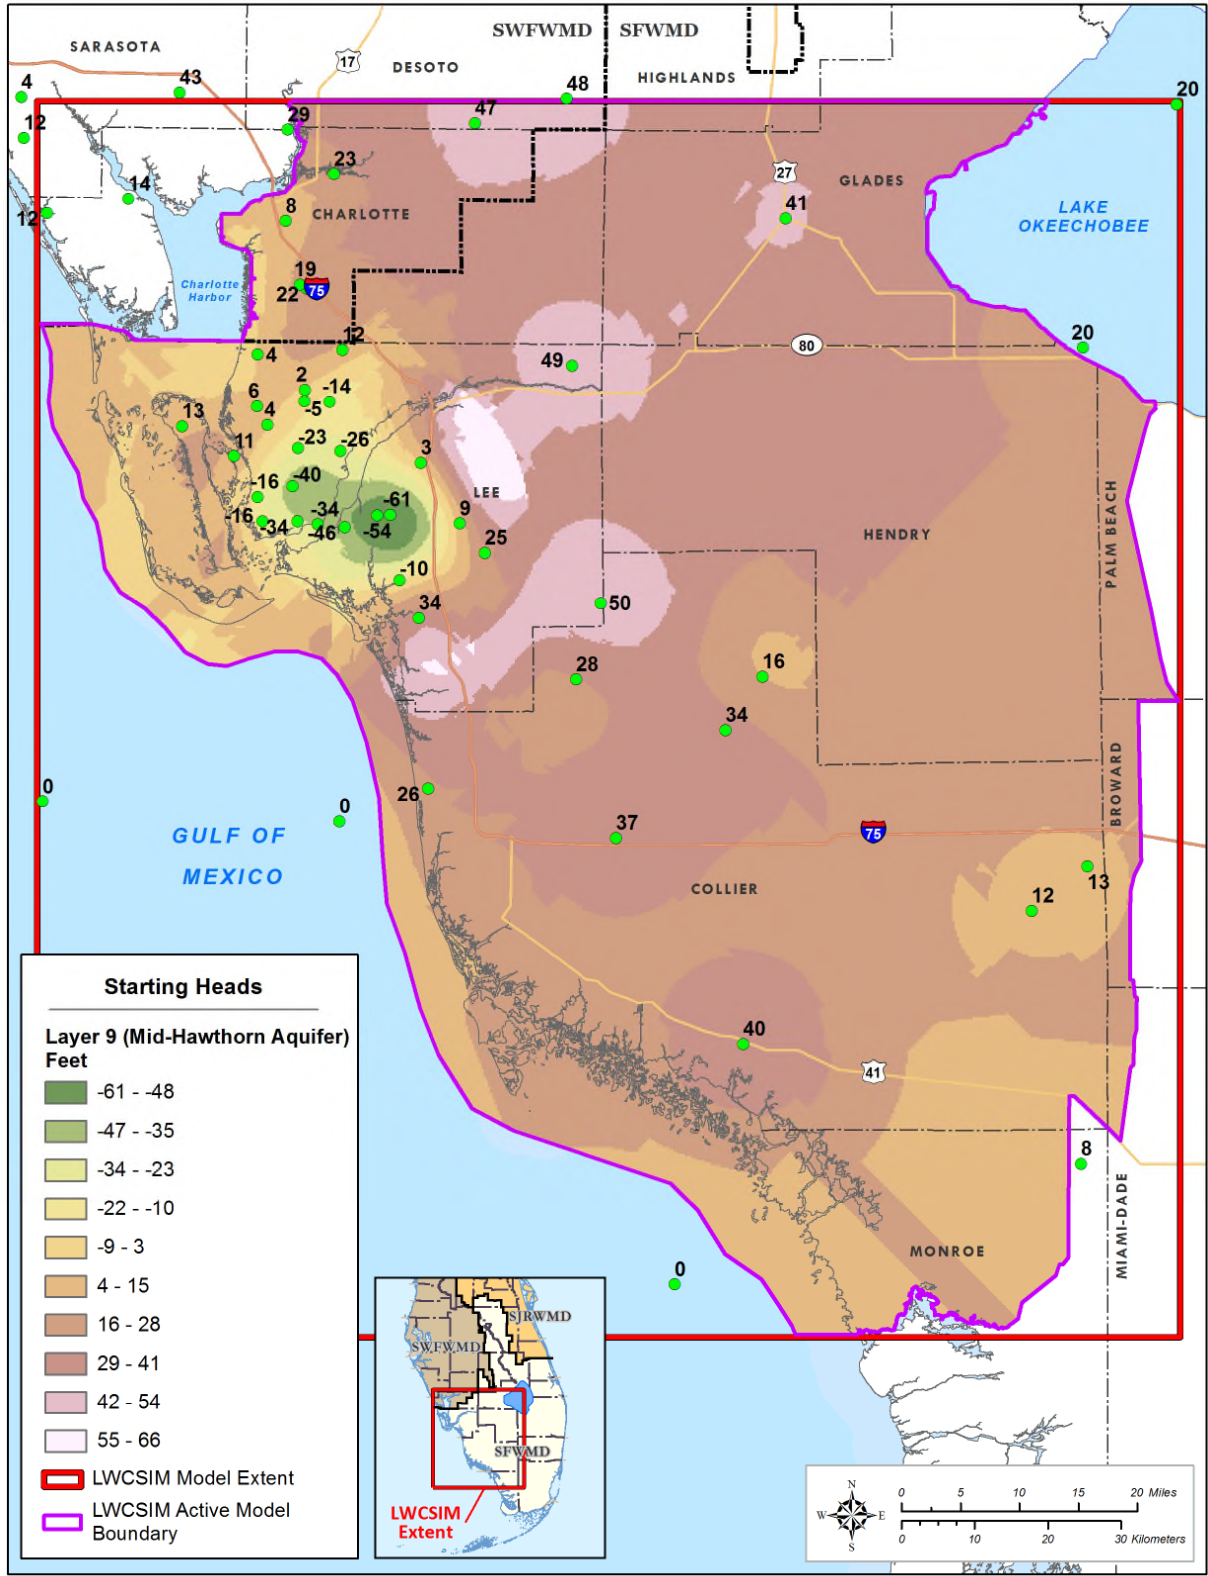 SARASOTA
17
DESOTO
SWFWMD
SFWMD
HIGHLANDS
4
43
48
20
12
29
47
23
27
GLADES
14
12
8
CHARLOTTE
41
LAKE
OKEECHOBEE
Charlotte
Harbor
19
22
75
12
4
49
80
20
2
-14
6
4
-5
13
-23
-26
11
3
-40
-16
LEE
-61
-16
-34
-34
-46
-54
9
25
HENDRY
PALM BEACH
-10
34
50
28
16
34
BROWARD
0
0
26
37
75
GULF OF
MEXICO
COLLIER
13
12
40
41
8
MIAMI-DADE
MONROE
0
Starting Heads
Layer 9 (Mid-Hawthorn Aquifer)
Feet
-61 - -48
-47 - -35
-34 - -23
-22 - -10
-9 - 3
4 - 15
16 - 28
29 - 41
42 - 54
55 - 66
LWCSIM Model Extent
LWCSIM Active Model
Boundary
SJRWMD
SWFWMD
SFWMD
LWCSIM
Extent
N
W
E
S
0 5 10 15 20 Miles
0 10 20 30 Kilometers